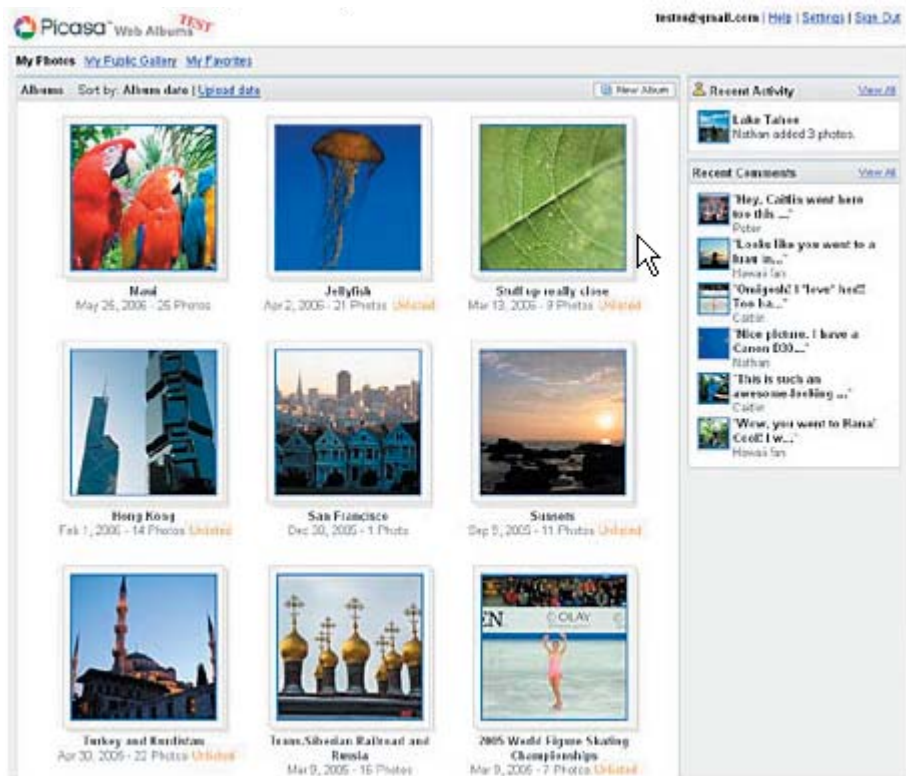 Picasa™ Web Albums TEST
testes@gmail.com | Help | Settings | Sign Out
My Photos My Public Gallery My Favorites
Albums Sort by: Album date | Upload date
New Album
Maui
May 26, 2006 - 25 Photos
Jellyfish
Apr 2, 2006 - 21 Photos Unlisted
Stuff up really close
Mar 13, 2006 - 9 Photos Unlisted
Hong Kong
Feb 1, 2006 - 14 Photos Unlisted
San Francisco
Dec 30, 2005 - 1 Photo
Sunsets
Sep 9, 2005 - 11 Photos Unlisted
EN
OLAY
Turkey and Kurdistan
Apr 30, 2005 - 22 Photos Unlisted
Trans.Siberian Railroad and
Russia
Mar 9, 2005 - 16 Photos
2005 World Figure Skating
Championships
Mar 9, 2005 - 7 Photos Unlisted
Recent Activity View All
Lake Tahoe
Nathan added 3 photos.
Recent Comments View All
"Hey, Caitlin went here
too this ..."
Peter
"Looks like you went to a
luau in..."
Hawaii fan
"Omigosh!! I "love" her!!
Too ba..."
Caitlin
"Nice picture. I have a
Canon D30..."
Nathan
"This is such an
awesome looking ..."
Caitlin
"Wow, you went to Hana!
Cool! I w..."
Hawaii fan